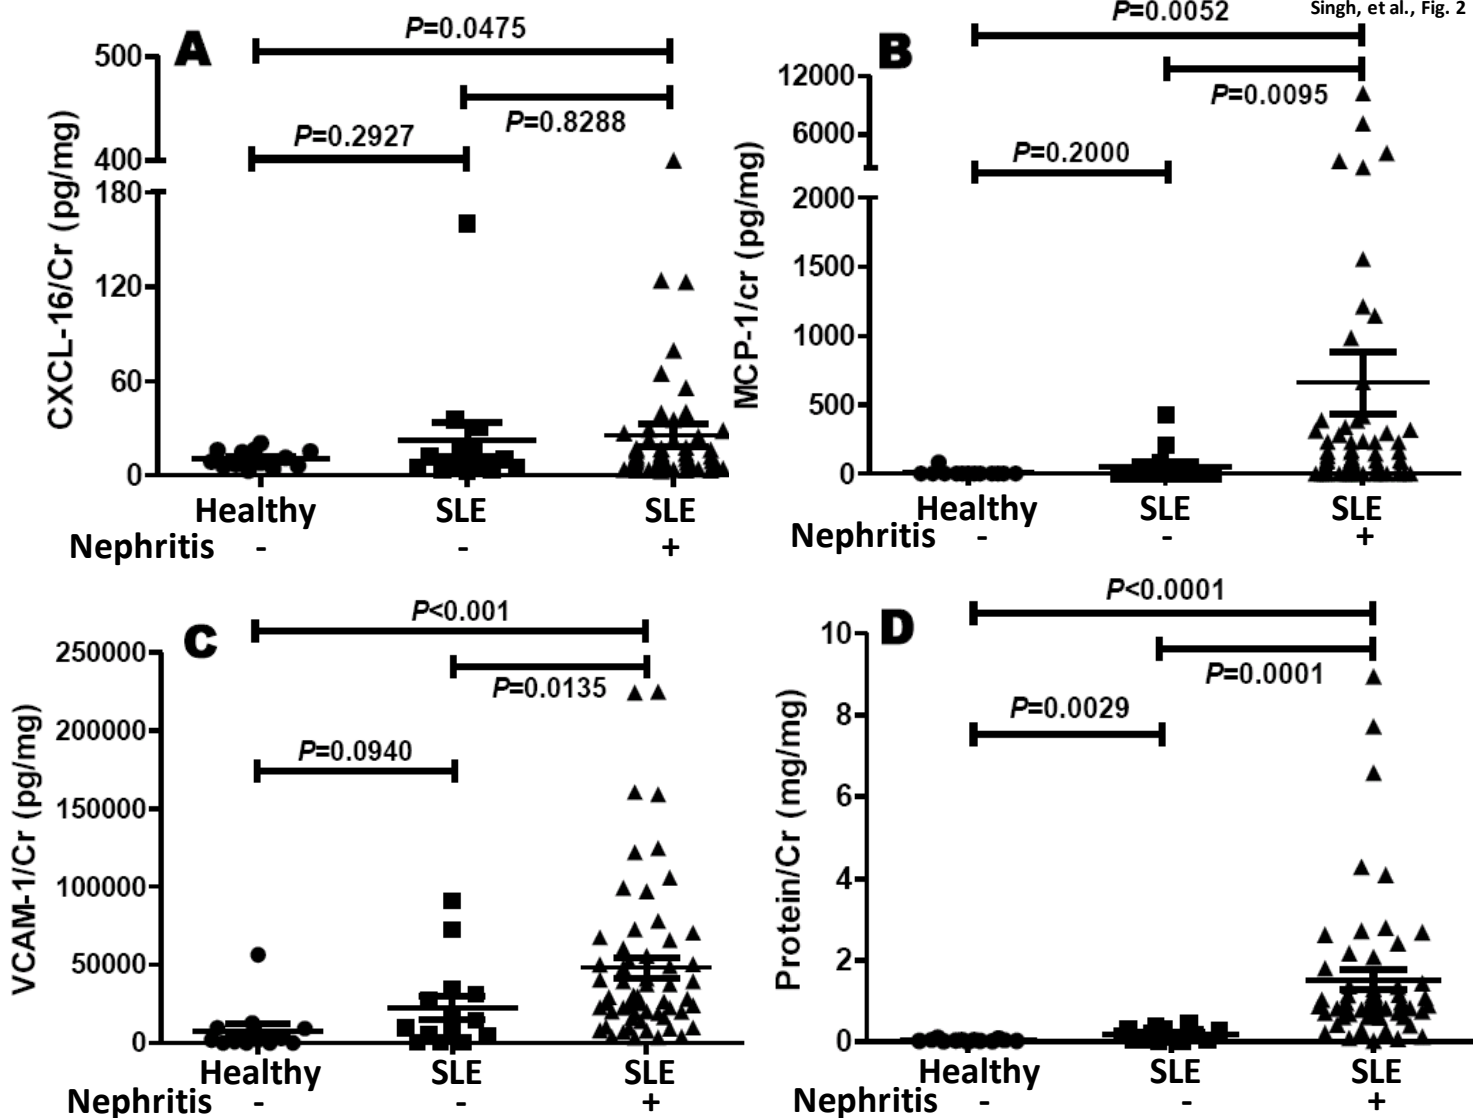 Singh, et al., Fig. 2
A
P=0.0475
P=0.8288
P=0.2927
CXCL-16/Cr (pg/mg)
500
400
180
120
60
0
Healthy SLE SLE
Nephritis - - +
B
P=0.0052
P=0.0095
P=0.2000
MCP-1/cr (pg/mg)
12000
6000
2000
1500
1000
500
0
Healthy SLE SLE
Nephritis - - +
C
P<0.001
P=0.0135
P=0.0940
VCAM-1/Cr (pg/mg)
250000
200000
150000
100000
50000
0
Healthy SLE SLE
Nephritis - - +
D
P<0.0001
P=0.0001
P=0.0029
Protein/Cr (mg/mg)
10
8
6
4
2
0
Healthy SLE SLE
Nephritis - - +